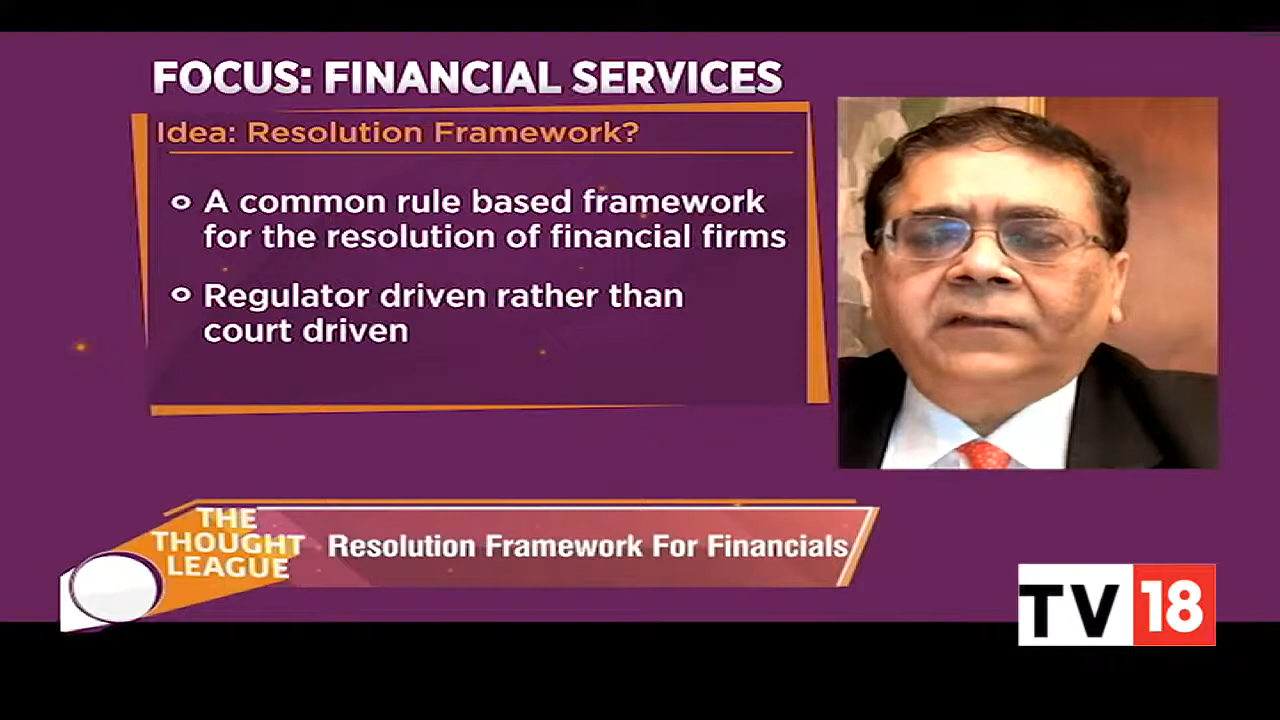 FOCUS: FINANCIAL SERVICES
Idea: Resolution Framework?
A common rule based framework
for the resolution of financial firms
Regulator driven rather than
court driven
THE
THOUGHT
LEAGUE
Resolution Framework For Financials
TV18